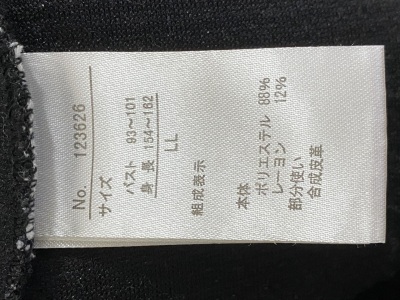 No. 123626
サイズ
バスト 93～101
身 長 154～162
LL
組成表示
本体
ポリエステル 88%
レーヨン 12%
部分使い
合成皮革